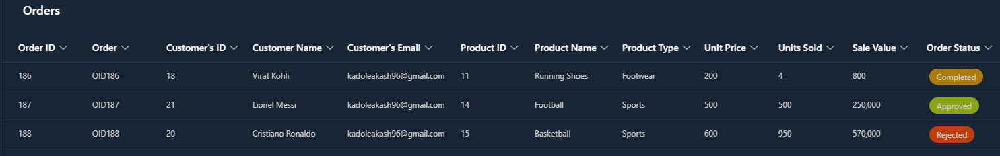 Orders
Order ID Order Customer's ID Customer Name Customer's Email Product ID Product Name Product Type Unit Price Units Sold Sale Value Order Status
186 OID186 18 Virat Kohli kadoleakash96@gmail.com 11 Running Shoes Footwear 200 4 800 Completed
187 OID187 21 Lionel Messi kadoleakash96@gmail.com 14 Football Sports 500 500 250,000 Approved
188 OID188 20 Cristiano Ronaldo kadoleakash96@gmail.com 15 Basketball Sports 600 950 570,000 Rejected